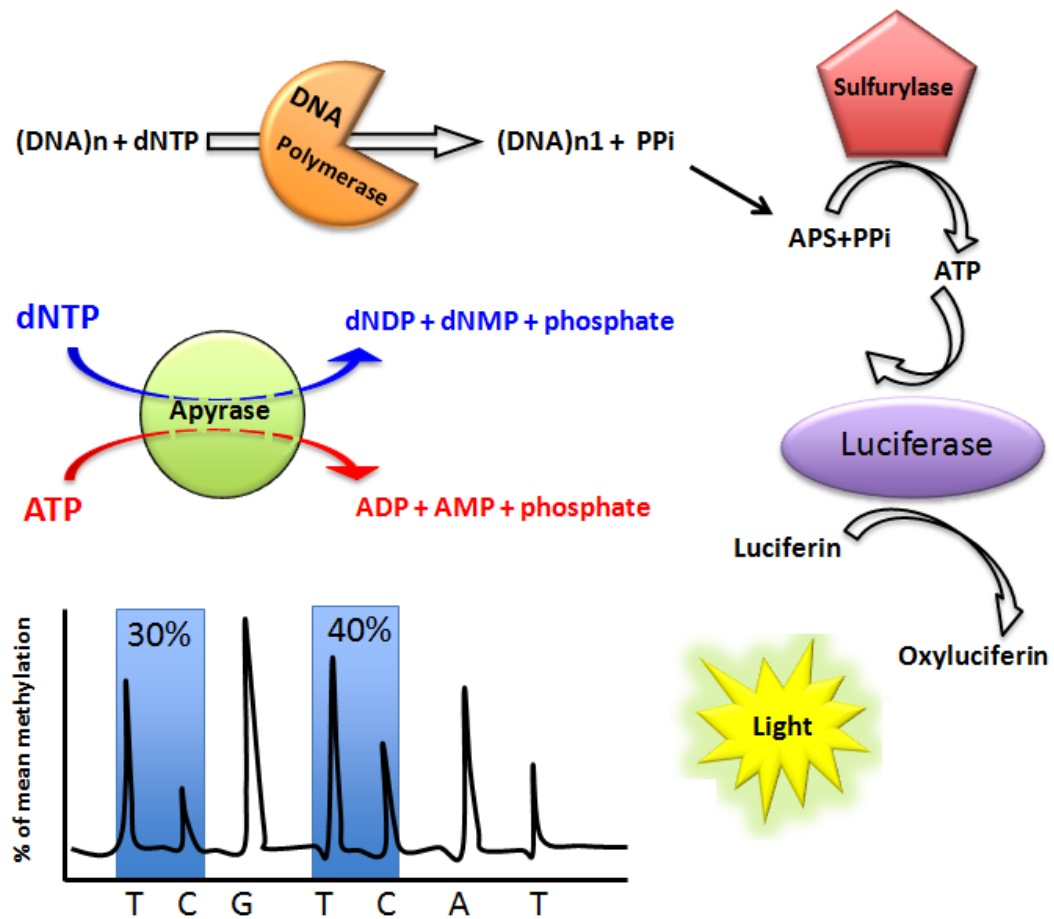 Sulfurylase
DNA
Polymerase
(DNA)n + dNTP
(DNA)n1 + PPi
APS+PPi
ATP
dNTP
dNDP + dNMP + phosphate
Apyrase
ATP
ADP + AMP + phosphate
Luciferase
Luciferin
Oxyluciferin
Light
% of mean methylation
30%
40%
T C G T C A T